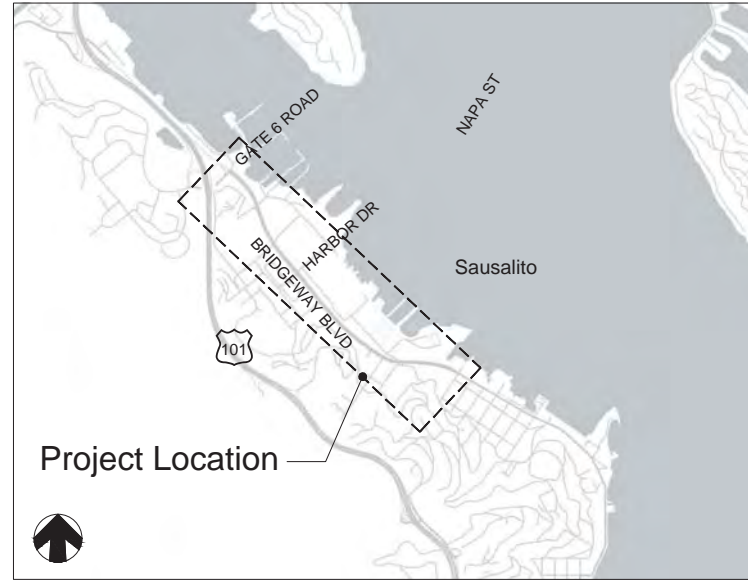 GATE 6 ROAD
NAPA ST
HARBOR DR
BRIDGEWAY BLVD
Sausalito
101
Project Location